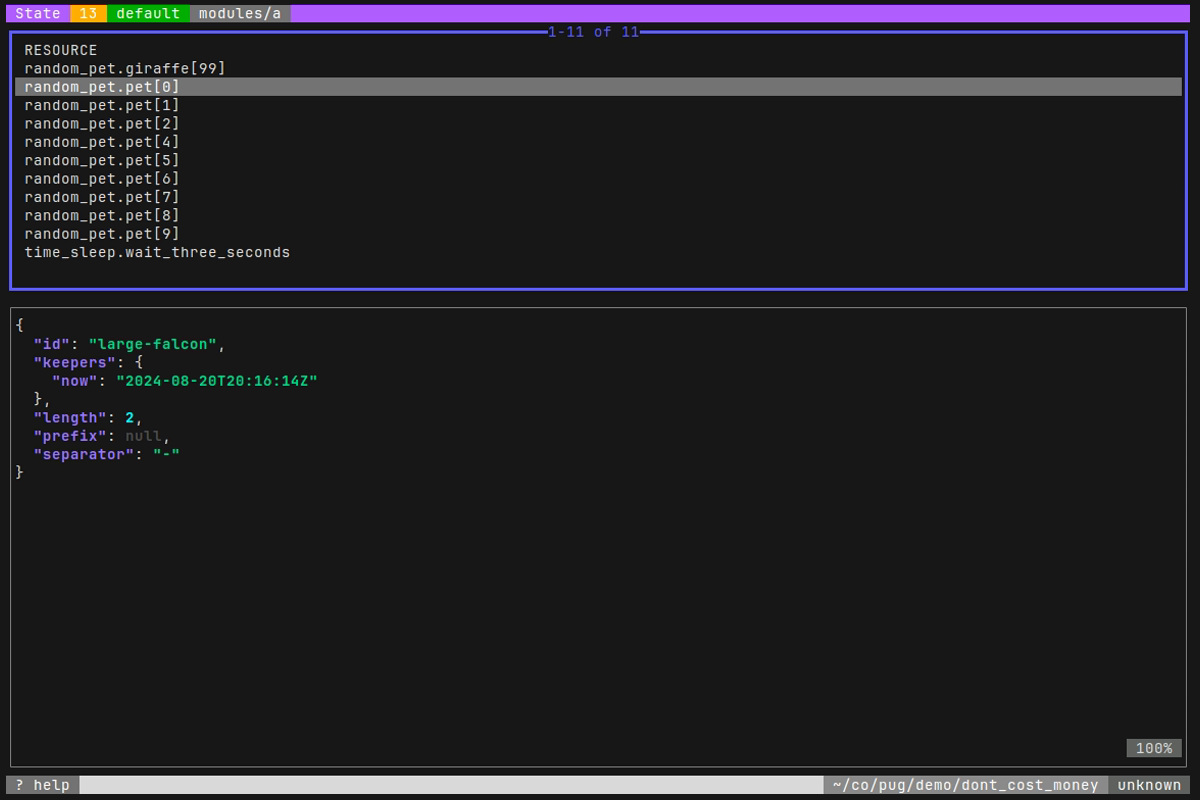 State 13 default modules/a
1-11 of 11
RESOURCE
random_pet.giraffe[99]
random_pet.pet[0]
random_pet.pet[1]
random_pet.pet[2]
random_pet.pet[4]
random_pet.pet[5]
random_pet.pet[6]
random_pet.pet[7]
random_pet.pet[8]
random_pet.pet[9]
time_sleep.wait_three_seconds
{
  "id": "large-falcon",
  "keepers": {
    "now": "2024-08-20T20:16:14Z"
  },
  "length": 2,
  "prefix": null,
  "separator": "-"
}
100%
? help ~/co/pug/demo/dont_cost_money unknown